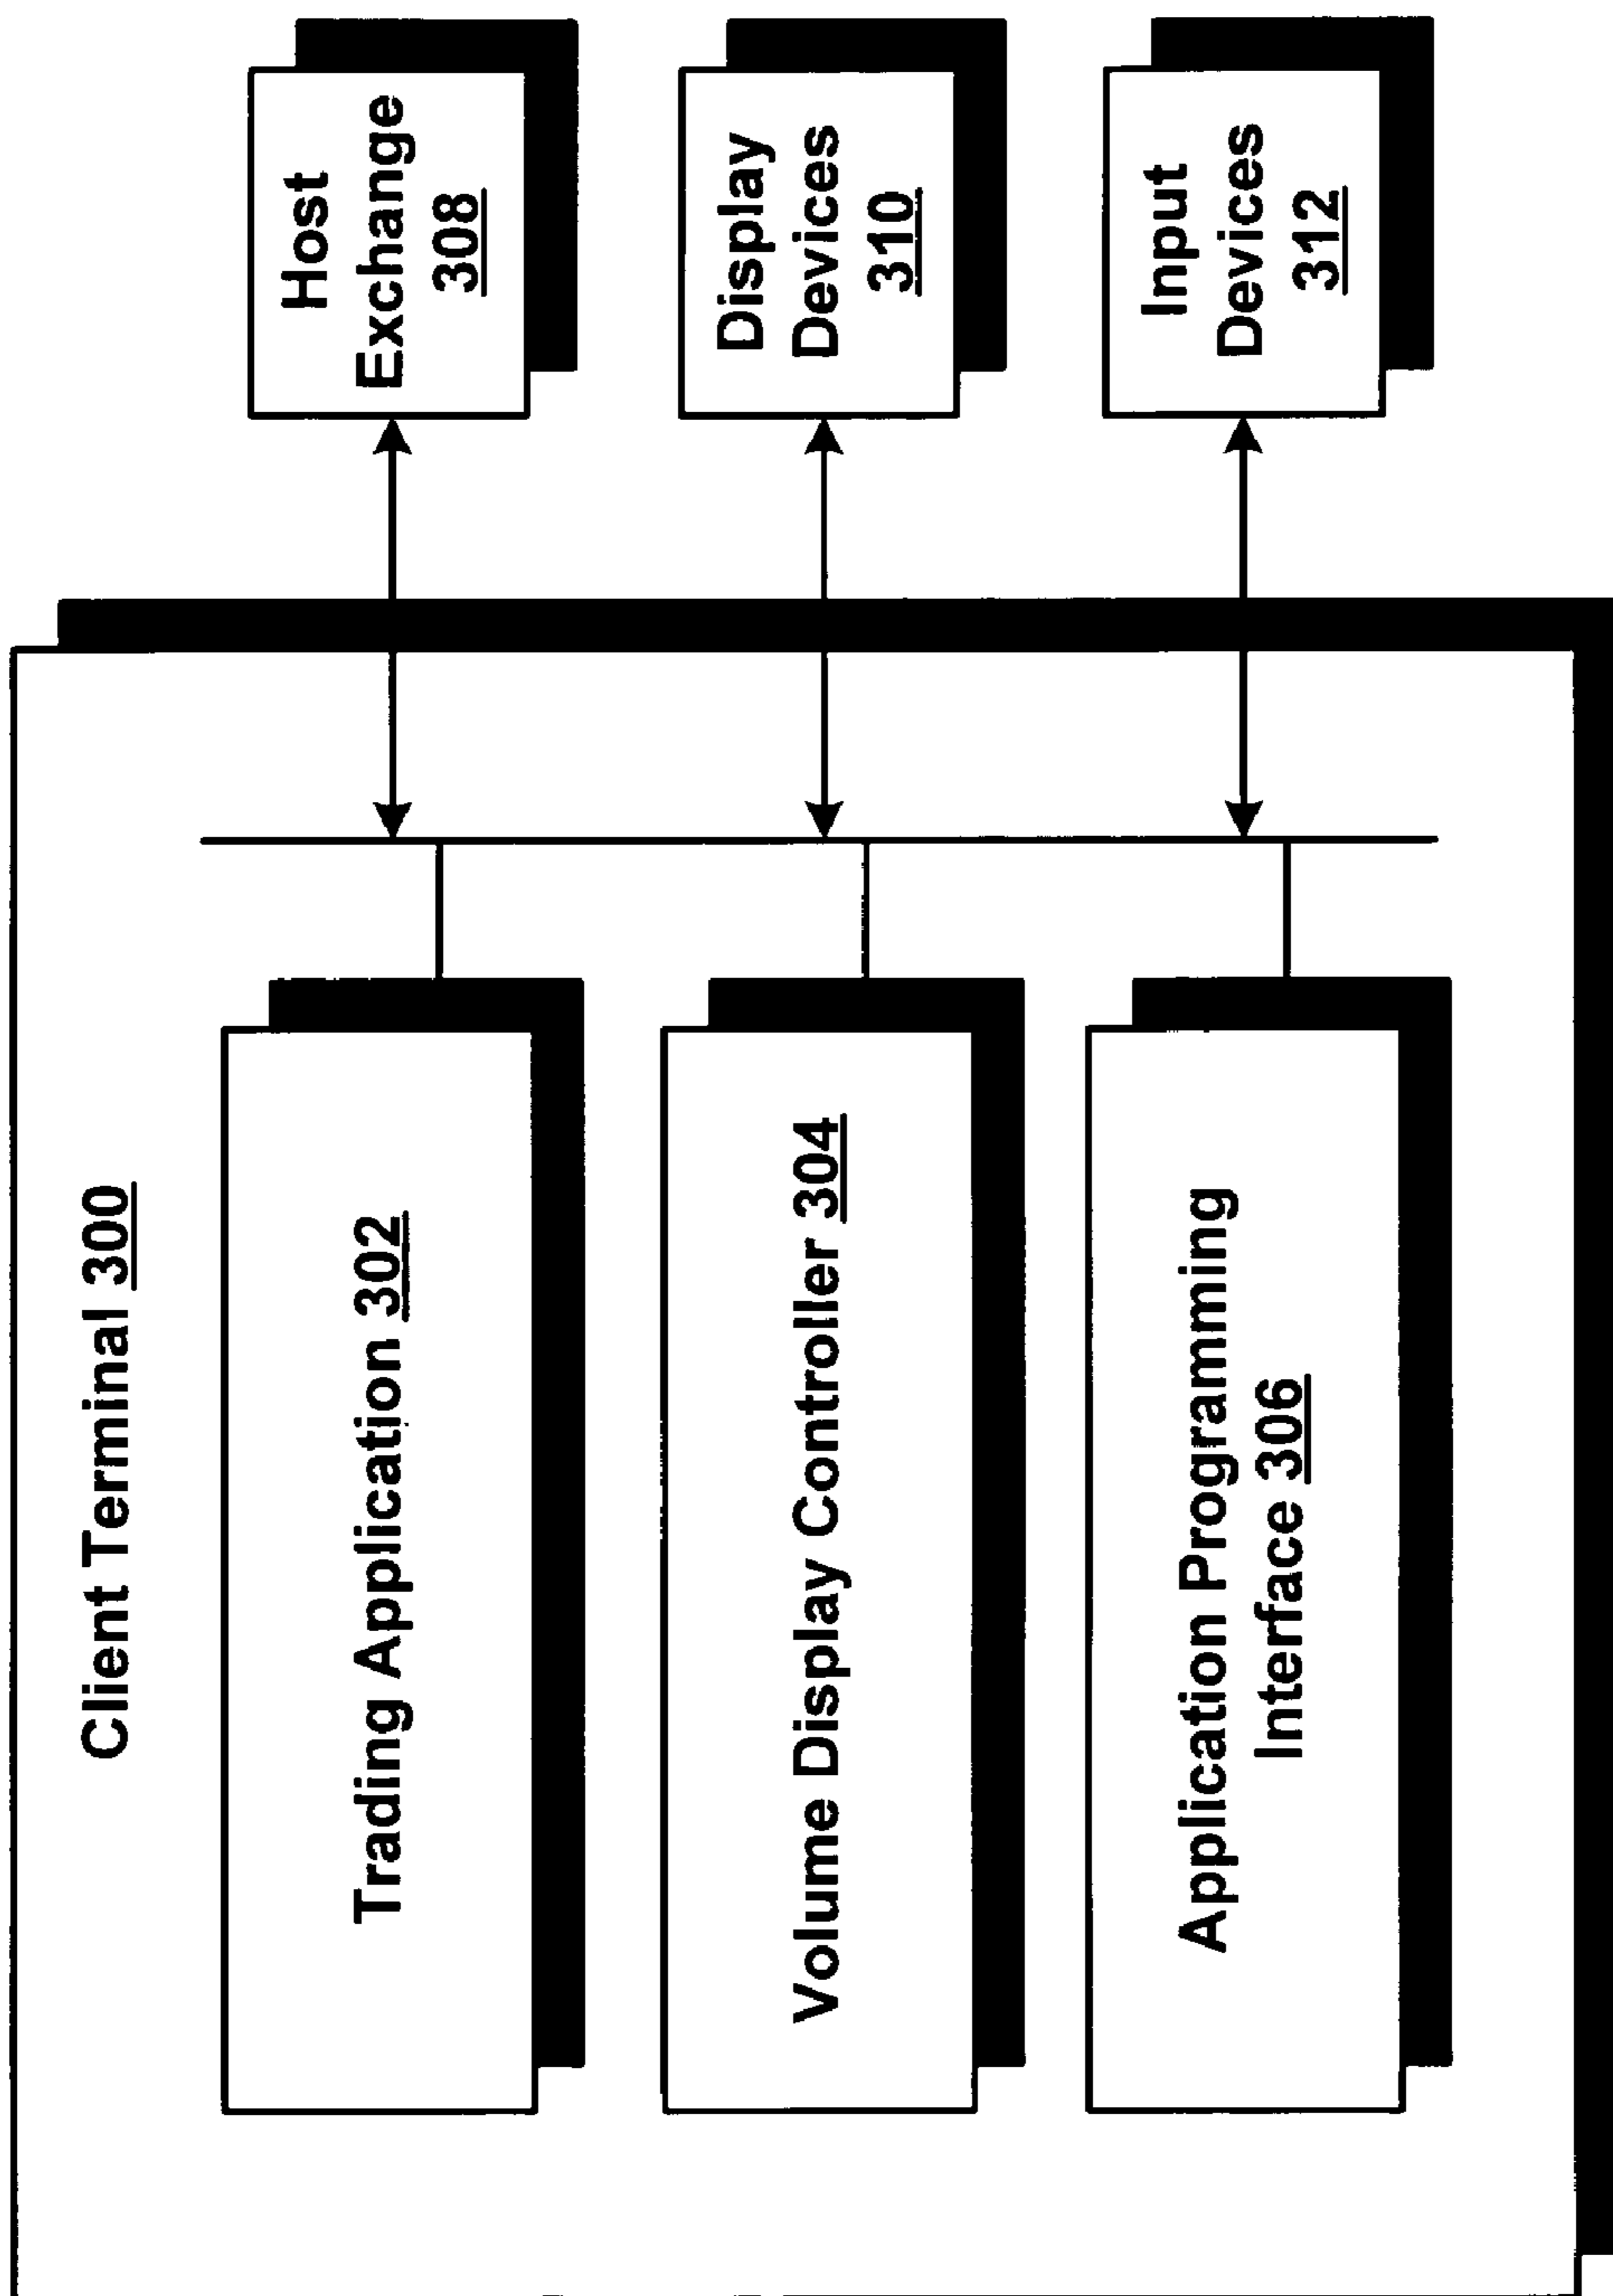 Client Terminal 300
Trading Application 302
Volume Display Controller 304
Application Programming
Interface 306
Host
Exchange
308
Display
Devices
310
Input
Devices
312